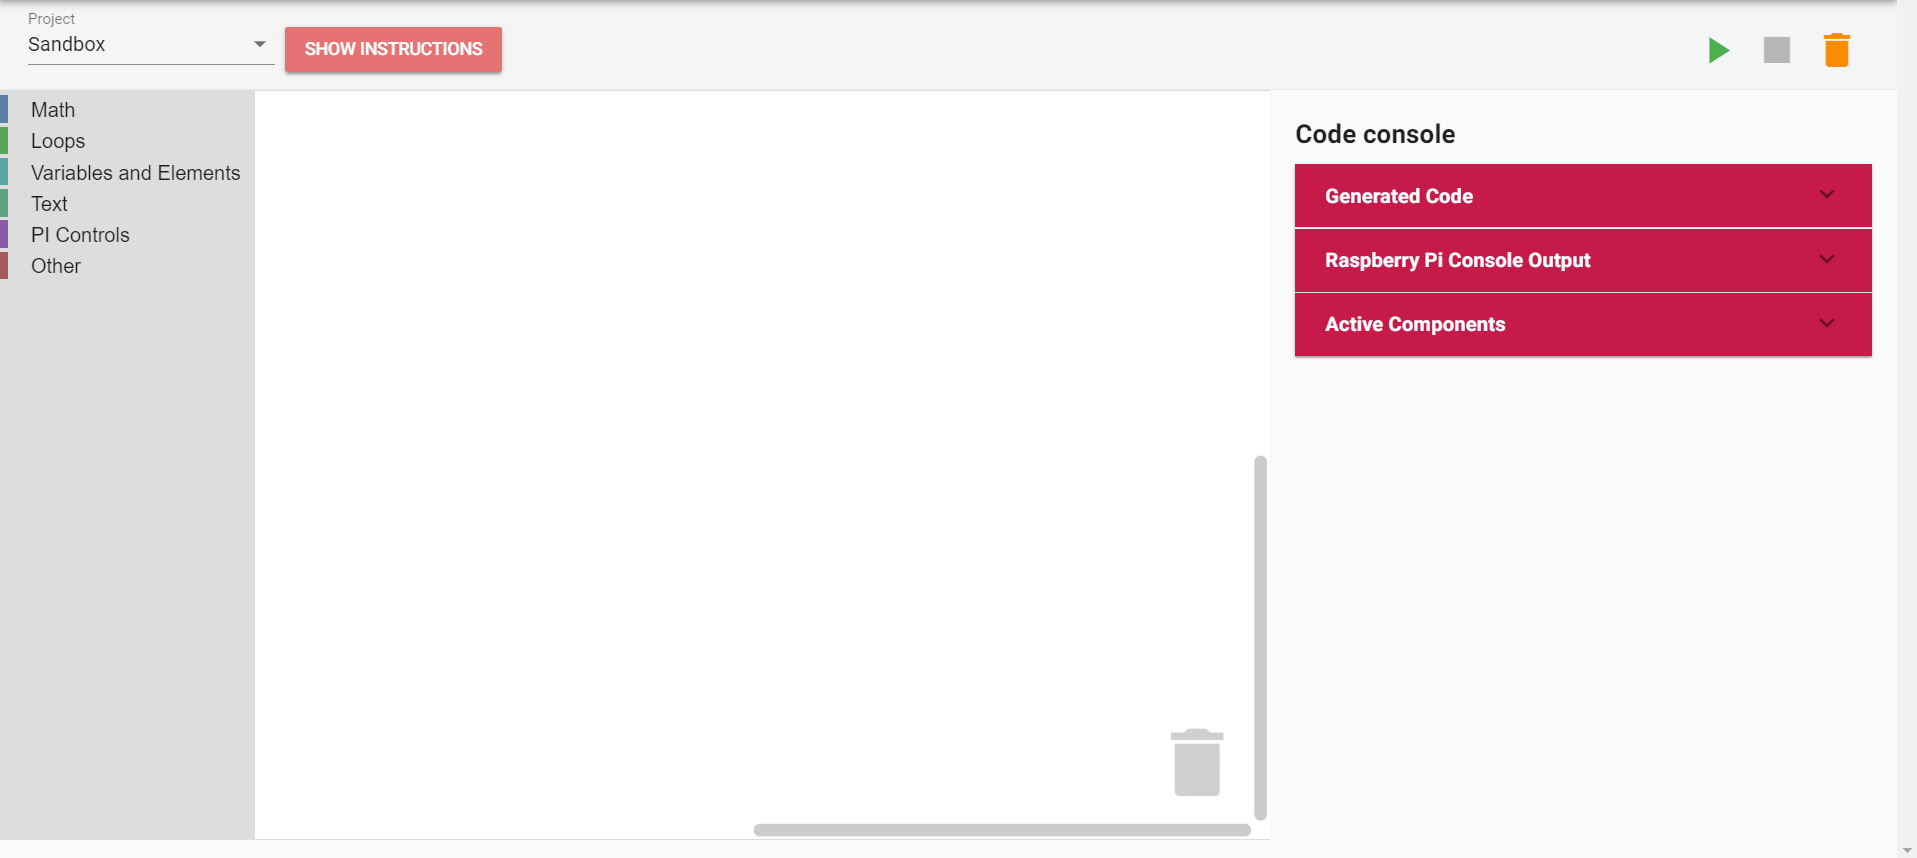 Project
Sandbox
SHOW INSTRUCTIONS
Math
Loops
Variables and Elements
Text
PI Controls
Other
Code console
Generated Code
Raspberry Pi Console Output
Active Components